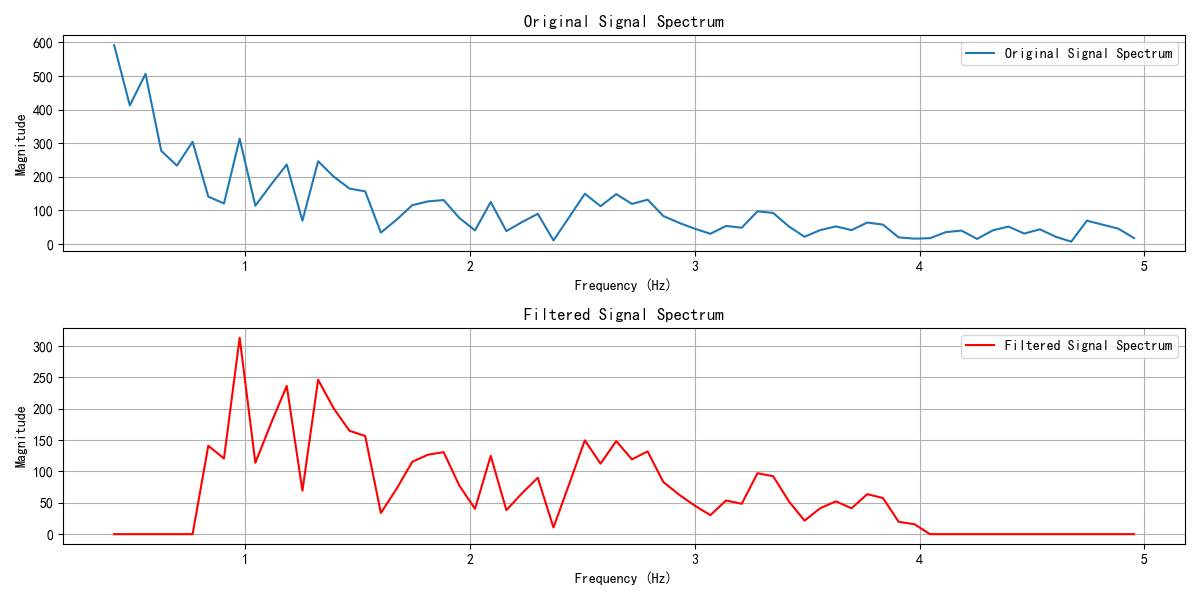 Original Signal Spectrum
600
500
400
300
200
100
0
Magnitude
Original Signal Spectrum
1 2 3 4 5
Frequency (Hz)
Filtered Signal Spectrum
300
250
200
150
100
50
0
Magnitude
Filtered Signal Spectrum
1 2 3 4 5
Frequency (Hz)